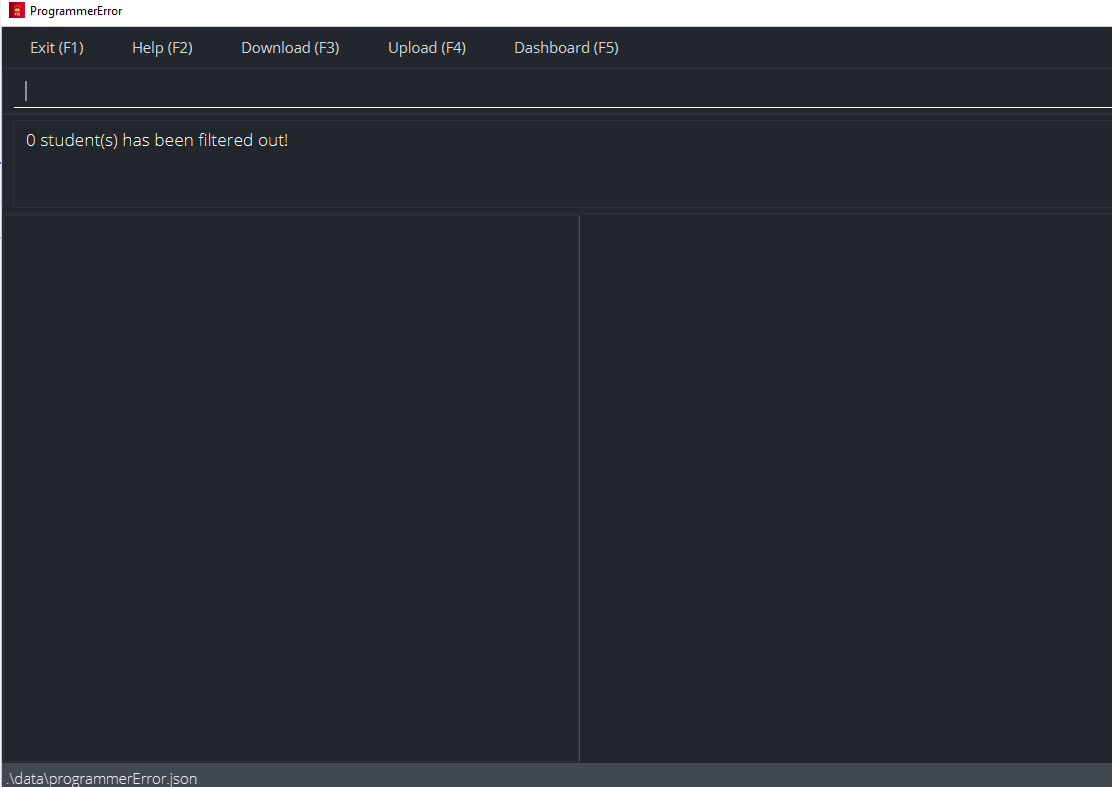 ProgrammerError
Exit (F1) Help (F2) Download (F3) Upload (F4) Dashboard (F5)
0 student(s) has been filtered out!
.\data\programmerError.json